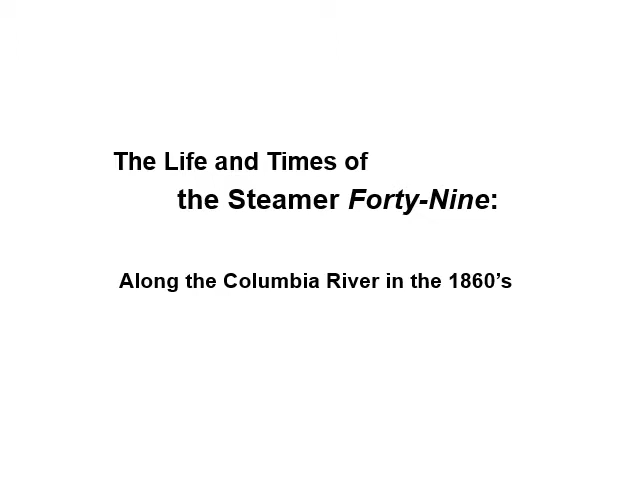 The Life and Times of
the Steamer Forty-Nine:
Along the Columbia River in the 1860’s